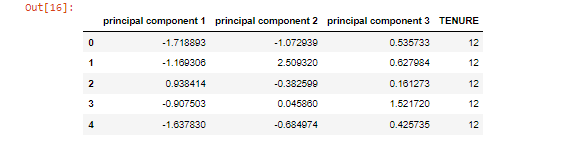 Out[16]:
principal component 1 principal component 2 principal component 3 TENURE
0 -1.718893 -1.072939 0.535733 12
1 -1.169306 2.509320 0.627984 12
2 0.938414 -0.382599 0.161273 12
3 -0.907503 0.045860 1.521720 12
4 -1.637830 -0.684974 0.425735 12